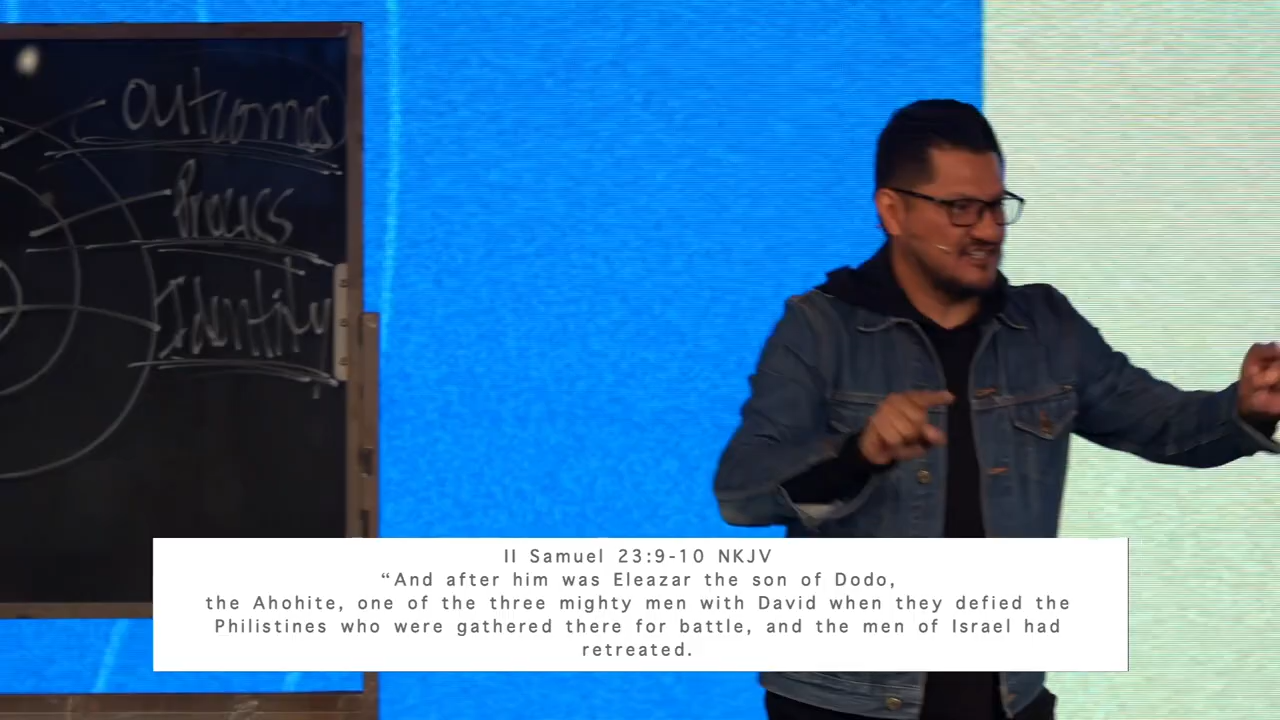 Outcomes
Process
Identity
II Samuel 23:9-10 NKJV
“And after him was Eleazar the son of Dodo,
the Ahohite, one of the three mighty men with David when they defied the
Philistines who were gathered there for battle, and the men of Israel had
retreated.